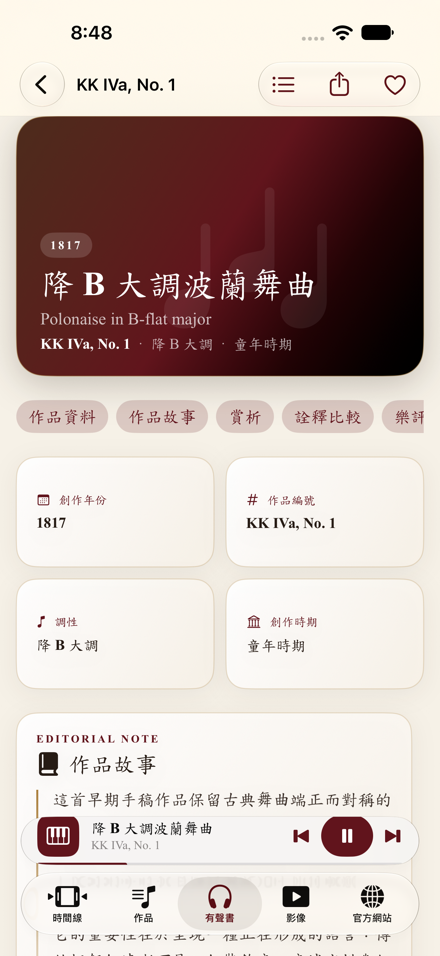 8:48
KK IVa, No. 1
1817
降 B 大調波蘭舞曲
Polonaise in B-flat major
KK IVa, No. 1 · 降 B 大調 · 童年時期
作品資料 作品故事 賞析 詮釋比較 樂評
創作年份
1817
作品編號
KK IVa, No. 1
調性
降 B 大調
創作時期
童年時期
EDITORIAL NOTE
作品故事
這首早期手稿作品保留古典舞曲端正而對稱的
降 B 大調波蘭舞曲
KK IVa, No. 1
時間線 作品 有聲書 影像 官方網站